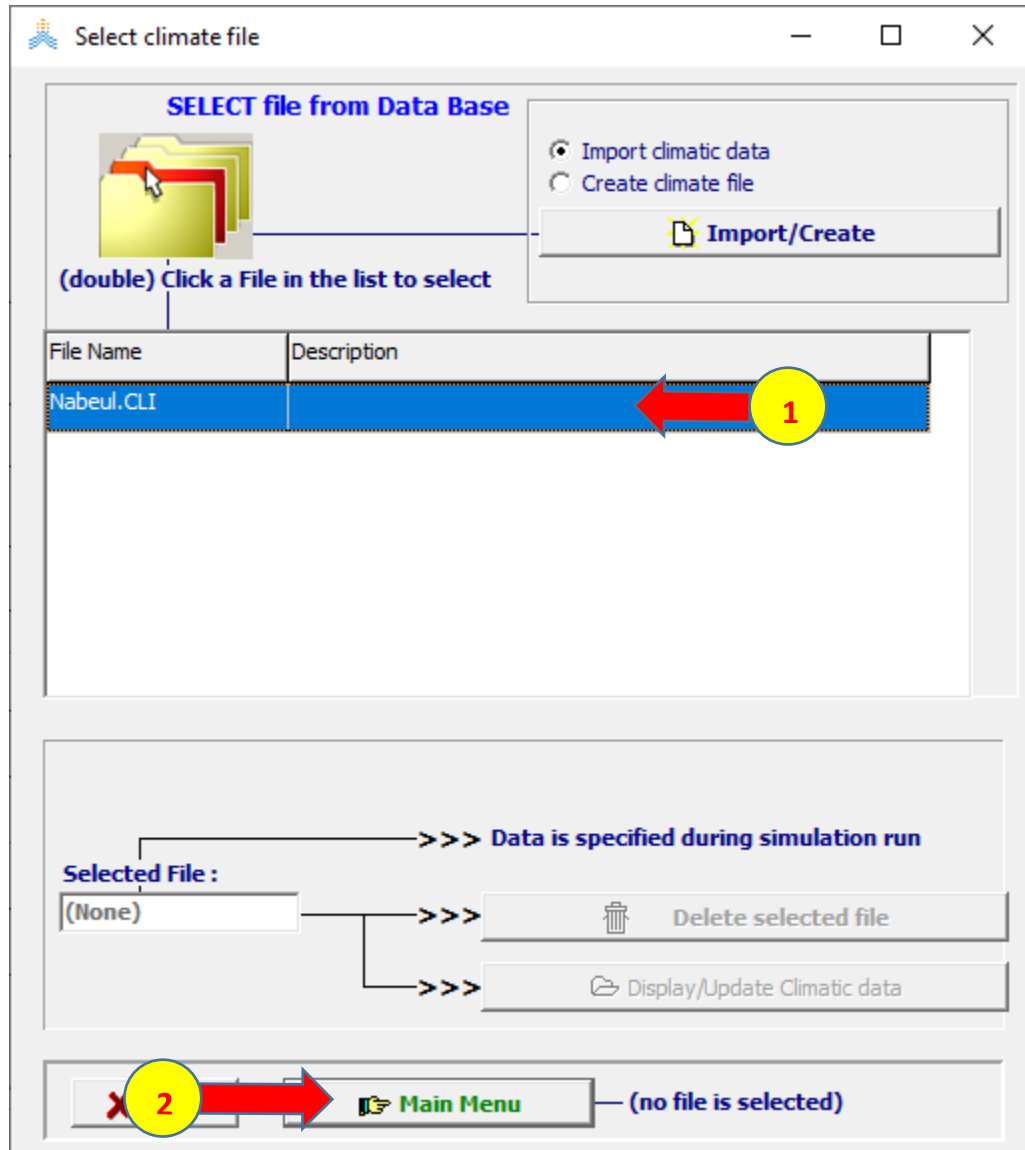 Select climate file
SELECT file from Data Base
Import climatic data
Create climate file
Import/Create
(double) Click a File in the list to select
File Name Description
Nabeul.CLI
1
>>> Data is specified during simulation run
Selected File :
(None)
>>> Delete selected file
>>> Display/Update Climatic data
2 Main Menu (no file is selected)